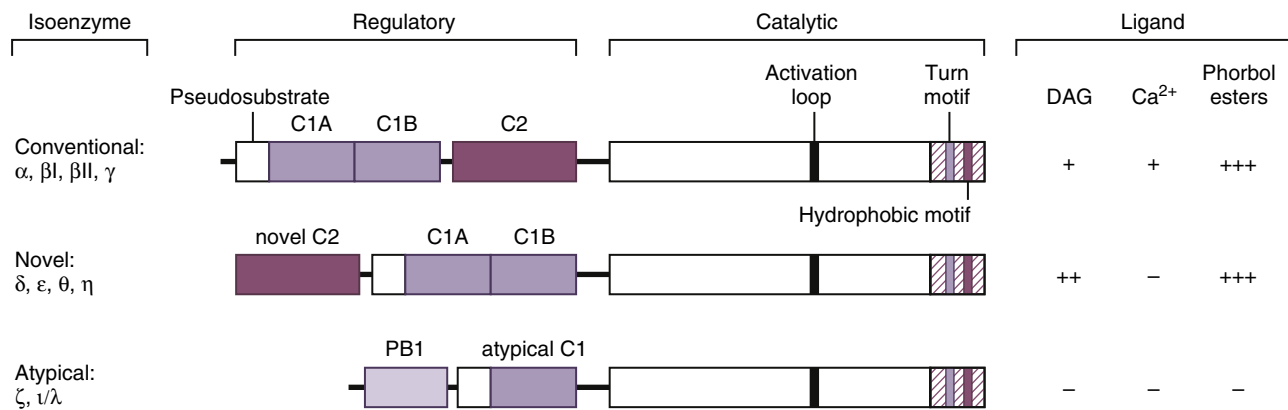 Isoenzyme Regulatory Catalytic Ligand
Activation loop
Turn motif
DAG Ca²⁺ Phorbol esters
Pseudosubstrate
C1A C1B C2
Conventional:
α, βI, βII, γ
+ + +++
Hydrophobic motif
novel C2 C1A C1B
Novel:
δ, ε, θ, η
++ – +++
PB1 atypical C1
Atypical:
ζ, ι/λ
– – –